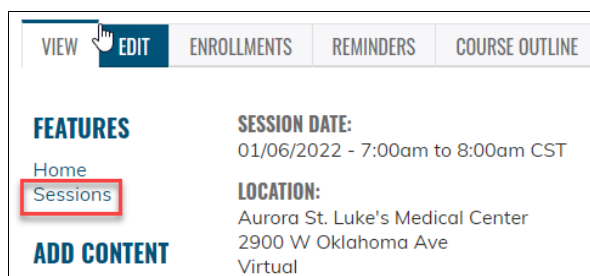 VIEW EDIT ENROLLMENTS REMINDERS COURSE OUTLINE
FEATURES
Home
Sessions
ADD CONTENT
SESSION DATE:
01/06/2022 - 7:00am to 8:00am CST
LOCATION:
Aurora St. Luke's Medical Center
2900 W Oklahoma Ave
Virtual